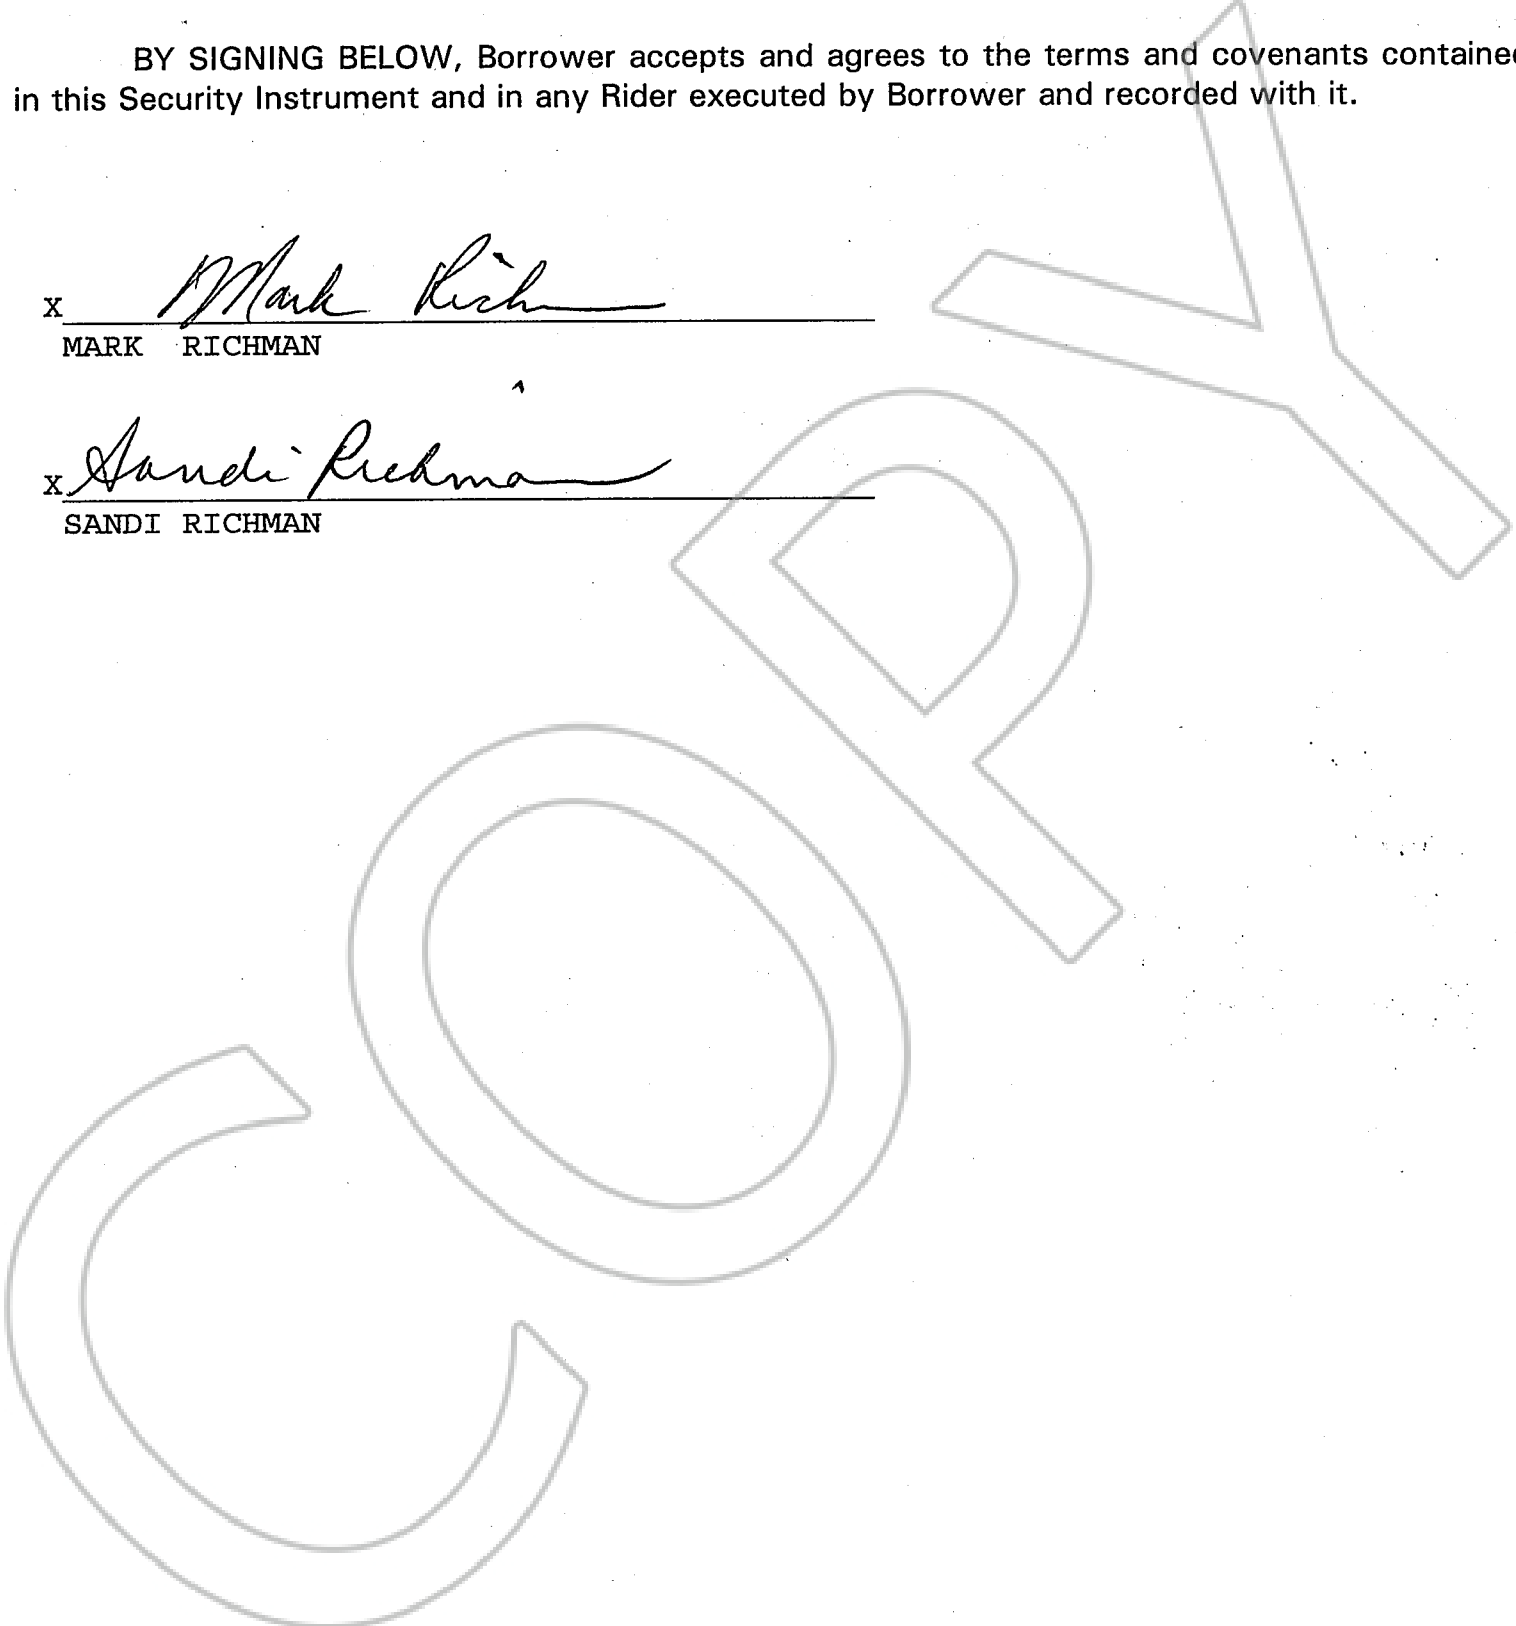 BY SIGNING BELOW, Borrower accepts and agrees to the terms and covenants contained
in this Security Instrument and in any Rider executed by Borrower and recorded with it.
X Mark Richman
MARK RICHMAN
X Sandi Richman
SANDI RICHMAN
COPY